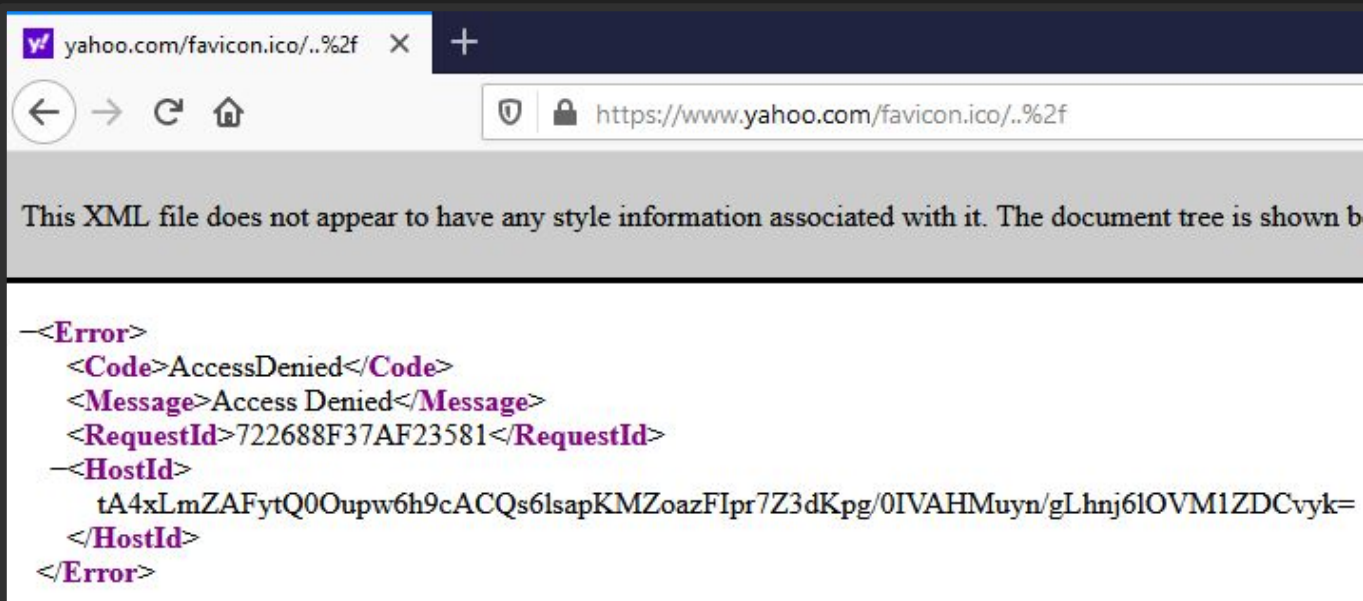 y! yahoo.com/favicon.ico/..%2f
https://www.yahoo.com/favicon.ico/..%2f
This XML file does not appear to have any style information associated with it. The document tree is shown
<Error>
<Code>AccessDenied</Code>
<Message>Access Denied</Message>
<RequestId>722688F37AF23581</RequestId>
<HostId>
tA4xLmZAFytQ0Oupw6h9cACQs6lsapKMZoazFIpr7Z3dKpg/0IVAHMuyn/gLhnj6lOVM1ZDCvyk=
</HostId>
</Error>